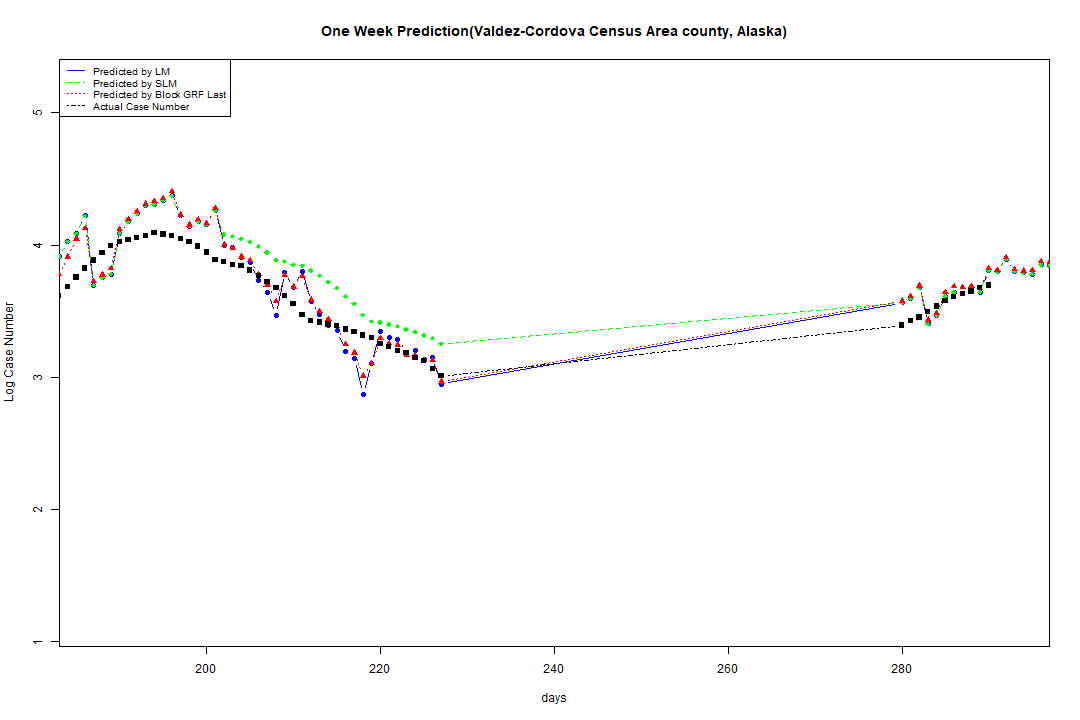 One Week Prediction(Valdez-Cordova Census Area county, Alaska)
Predicted by LM
Predicted by SLM
Predicted by Block GRF Last
Actual Case Number
5
4
3
2
1
Log Case Number
200
220
240
260
280
days